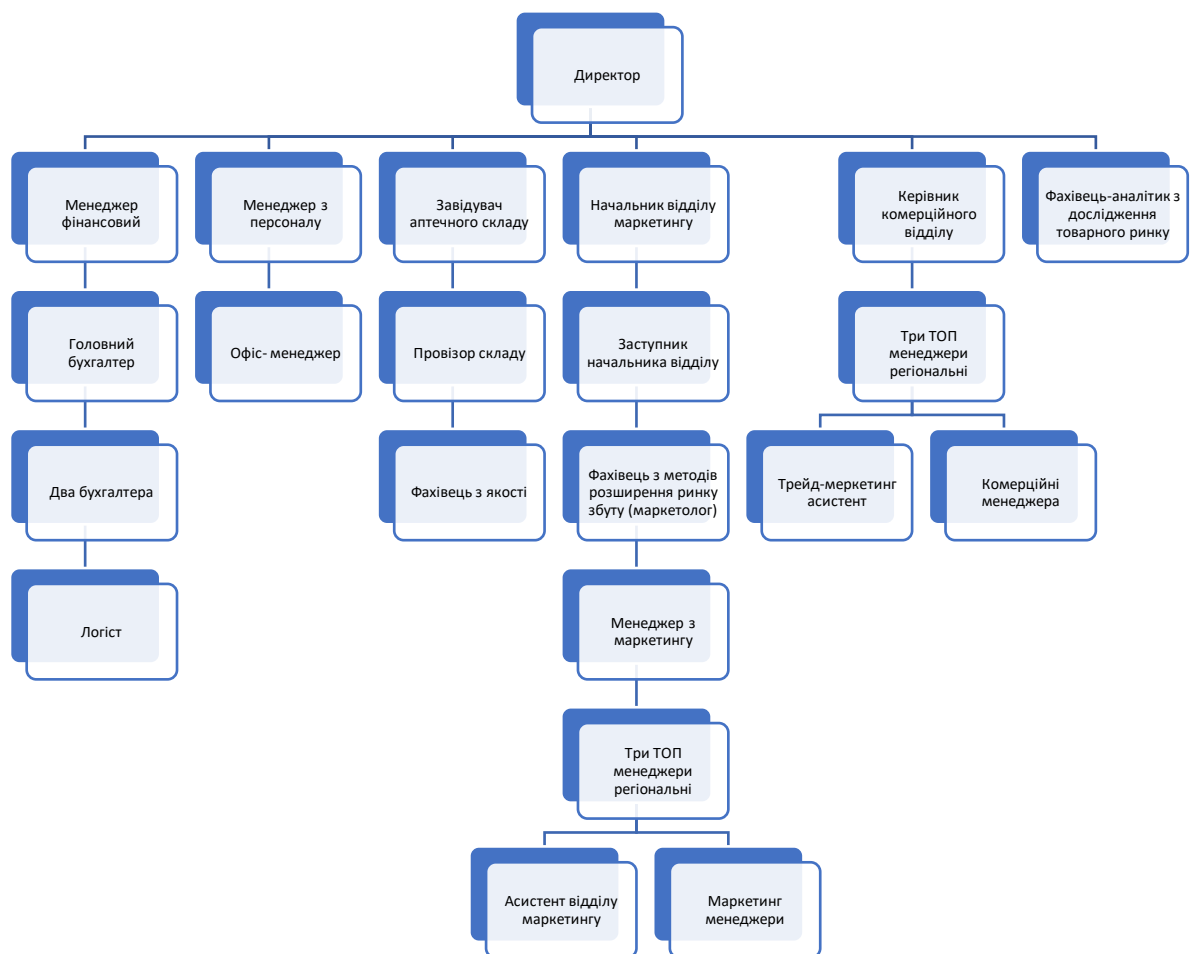 Директор
Менеджер
фінансовий
Менеджер з
персоналу
Завідувач
аптечного складу
Начальник відділу
маркетингу
Керівник
комерційного
відділу
Фахівець-аналітик з
дослідження
товарного ринку
Головний
бухгалтер
Офіс- менеджер
Провізор складу
Заступник
начальника відділу
Три ТОП
менеджери
регіональні
Два бухгалтера
Фахівець з якості
Фахівець з методів
розширення ринку
збуту (маркетолог)
Трейд-меркетинг
асистент
Комерційні
менеджера
Логіст
Менеджер з
маркетингу
Три ТОП
менеджери
регіональні
Асистент відділу
маркетингу
Маркетинг
менеджери